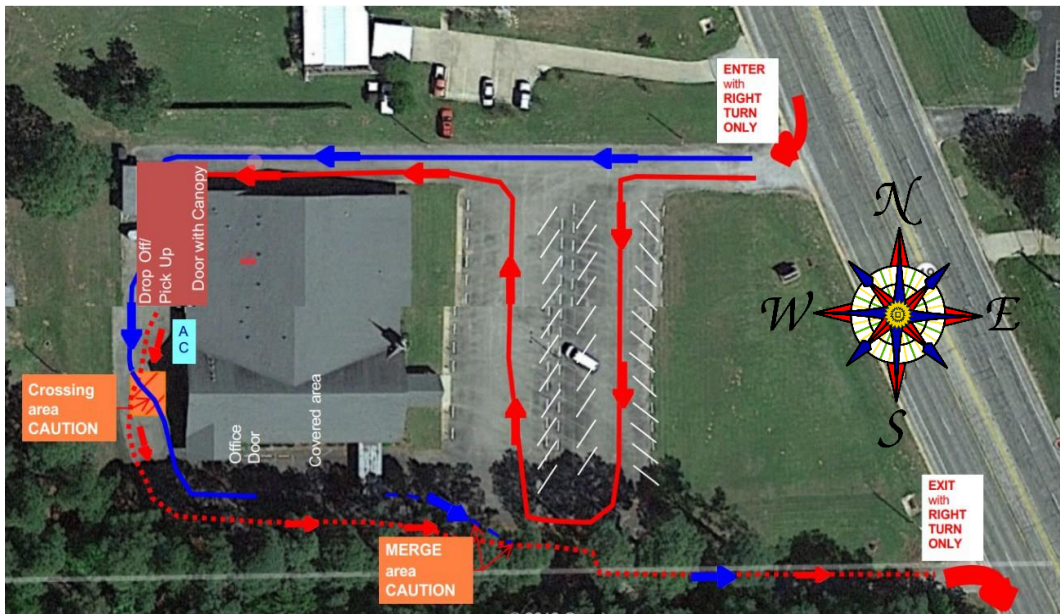 ENTER
with
RIGHT
TURN
ONLY
N
W
E
S
Drop Off/
Pick Up
Door with Canopy
A
C
Crossing
area
CAUTION
Office
Door
Covered area
MERGE
area
CAUTION
EXIT
with
RIGHT
TURN
ONLY